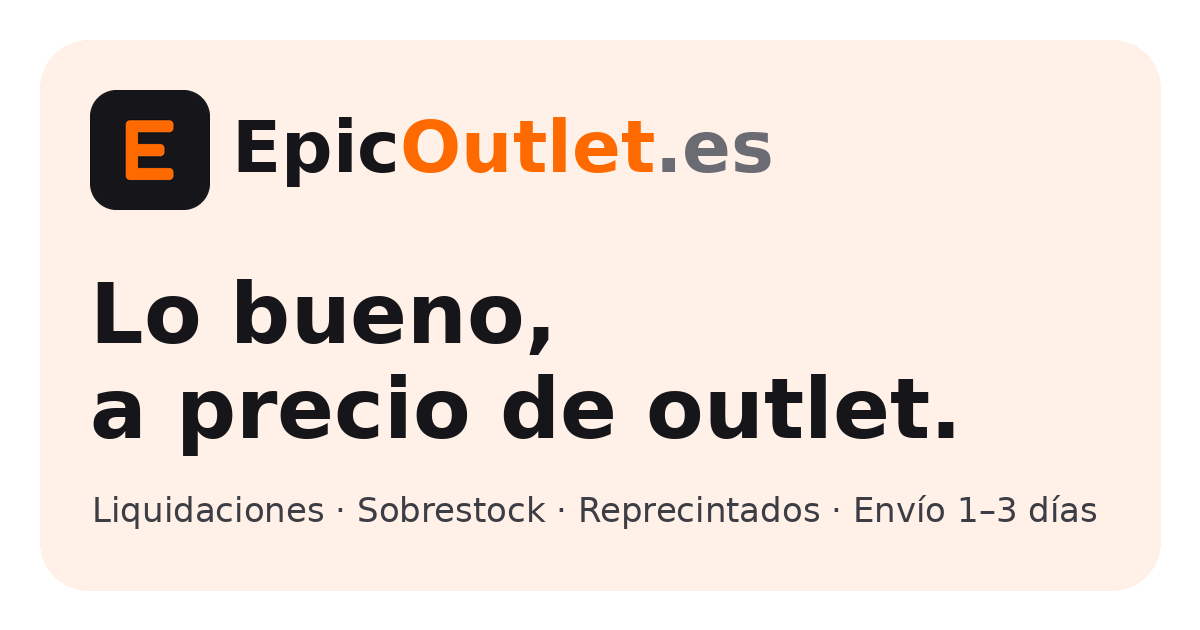 E EpicOutlet.es
Lo bueno,
a precio de outlet.
Liquidaciones · Sobrestock · Reprecintados · Envío 1–3 días